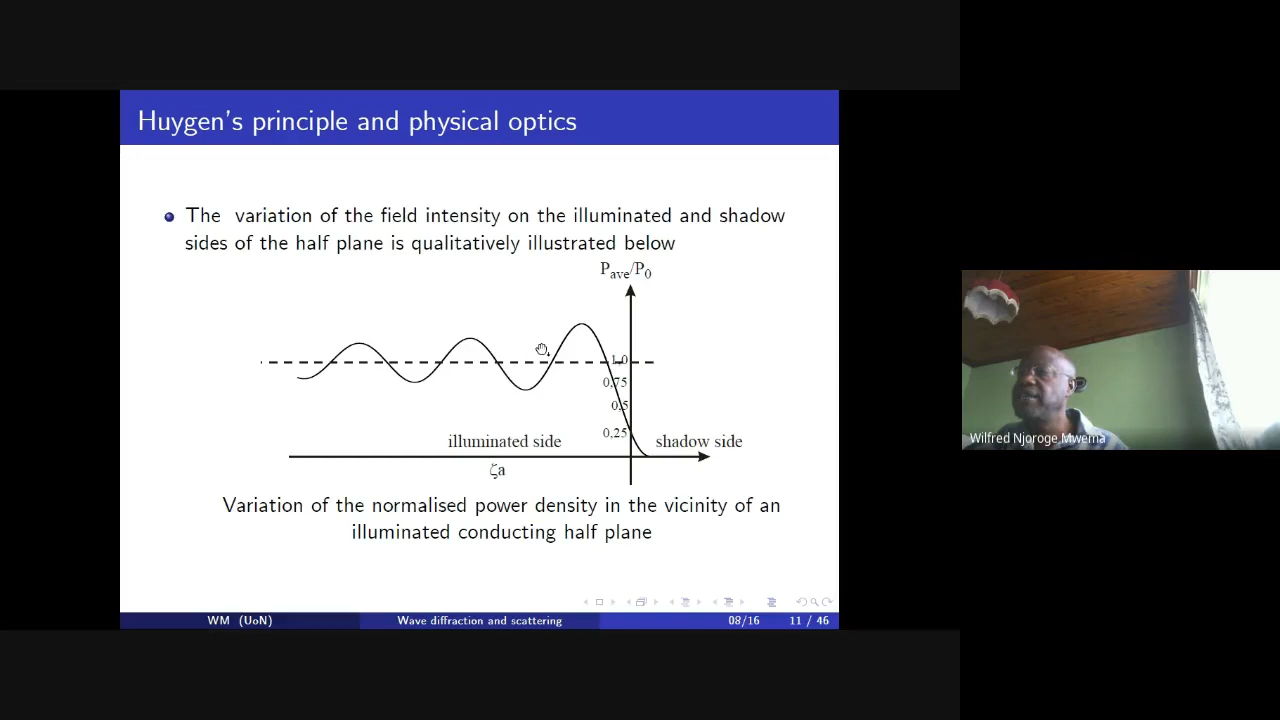 Huygen's principle and physical optics
The variation of the field intensity on the illuminated and shadow
sides of the half plane is qualitatively illustrated below
Pave/P0
1,0
0,75
0,5
0,25
illuminated side
shadow side
ζa
Variation of the normalised power density in the vicinity of an
illuminated conducting half plane
WM (UoN)
Wave diffraction and scattering
08/16
11 / 46
Wilfred Njoroge Mwema